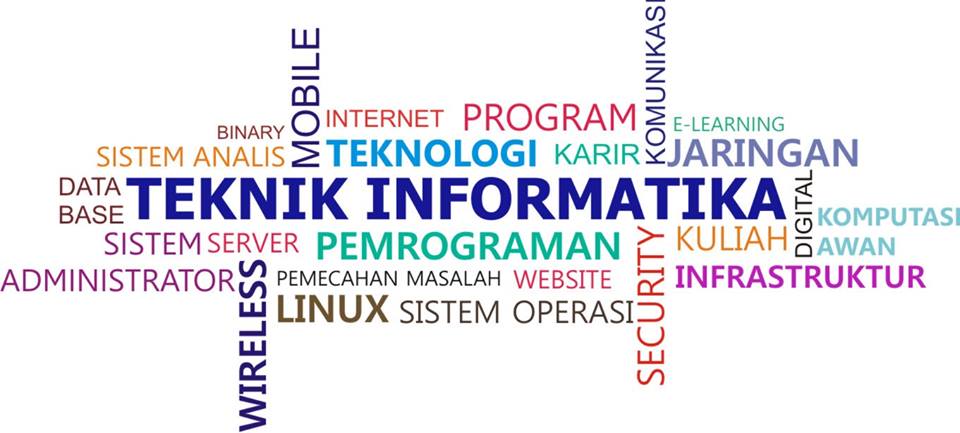 MOBILE
KOMUNIKASI
INTERNET
PROGRAM
E-LEARNING
BINARY
SISTEM ANALIS
TEKNOLOGI
KARIR
JARINGAN
DATA
BASE
TEKNIK INFORMATIKA
DIGITAL
KOMPUTASI
AWAN
SISTEM
SERVER
PEMROGRAMAN
KULIAH
ADMINISTRATOR
WIRELESS
PEMECAHAN MASALAH
WEBSITE
SECURITY
INFRASTRUKTUR
LINUX
SISTEM OPERASI